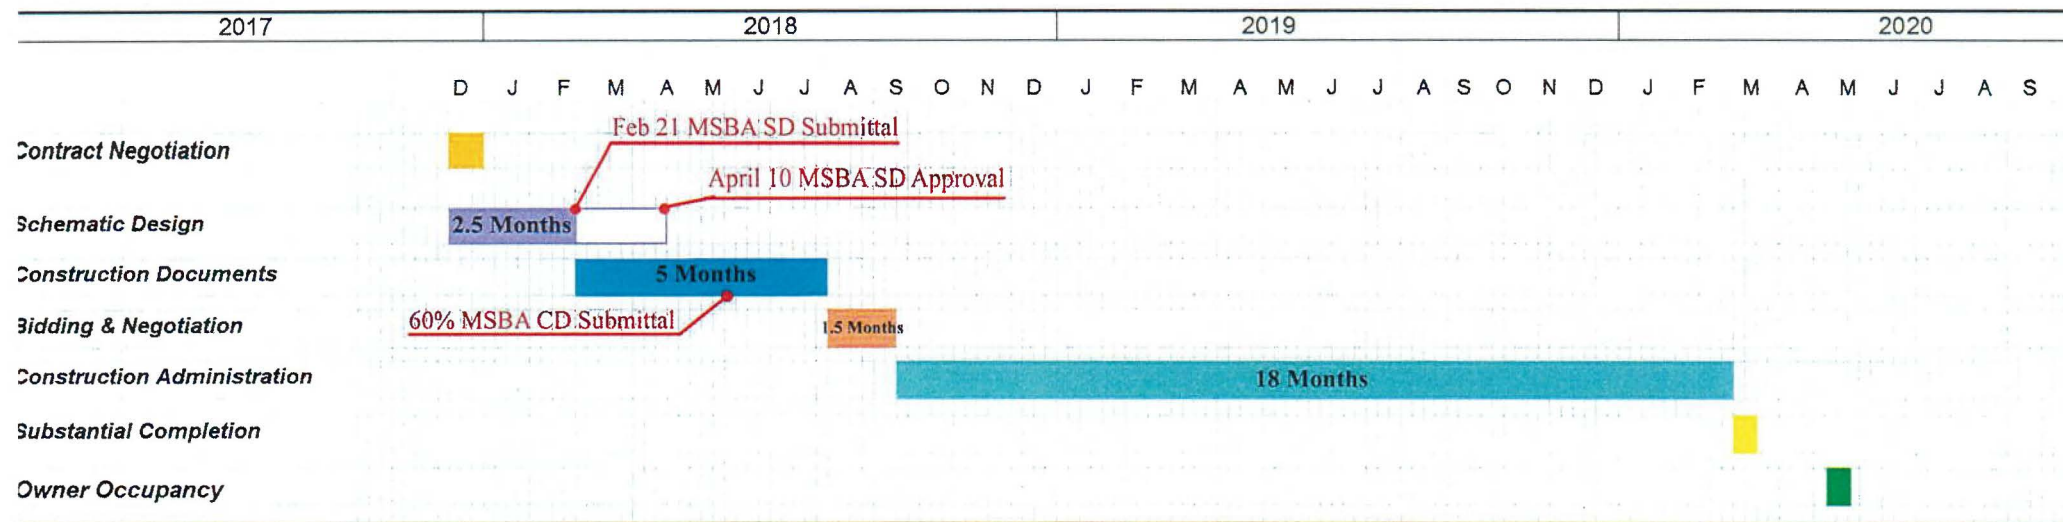 2017 2018 2019 2020
D J F M A M J J A S O N D J F M A M J J A S O N D J F M A M J J A S
Feb 21 MSBA SD Submittal
Contract Negotiation
April 10 MSBA SD Approval
Schematic Design 2.5 Months
Construction Documents 5 Months
60% MSBA CD Submittal
Bidding & Negotiation 1.5 Months
Construction Administration 18 Months
Substantial Completion
Owner Occupancy